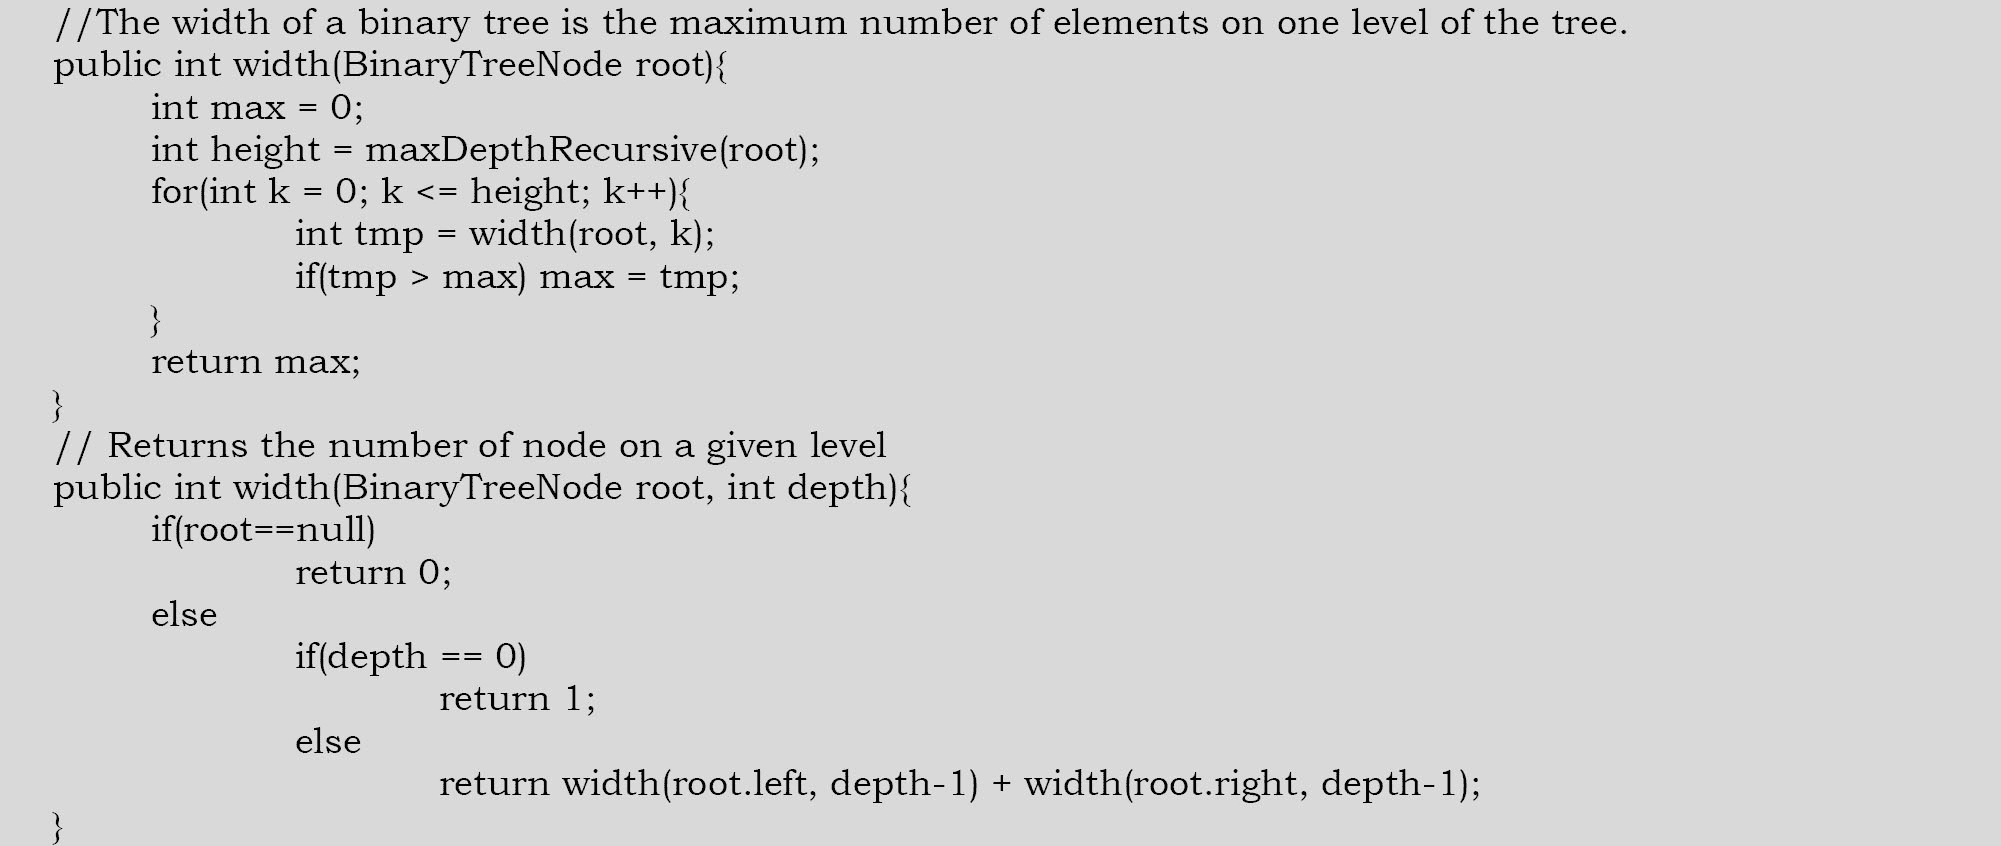 //The width of a binary tree is the maximum number of elements on one level of the tree.
public int width(BinaryTreeNode root){
int max = 0;
int height = maxDepthRecursive(root);
for(int k = 0; k <= height; k++){
int tmp = width(root, k);
if(tmp > max) max = tmp;
}
return max;
}
// Returns the number of node on a given level
public int width(BinaryTreeNode root, int depth){
if(root==null)
return 0;
else
if(depth == 0)
return 1;
else
return width(root.left, depth-1) + width(root.right, depth-1);
}